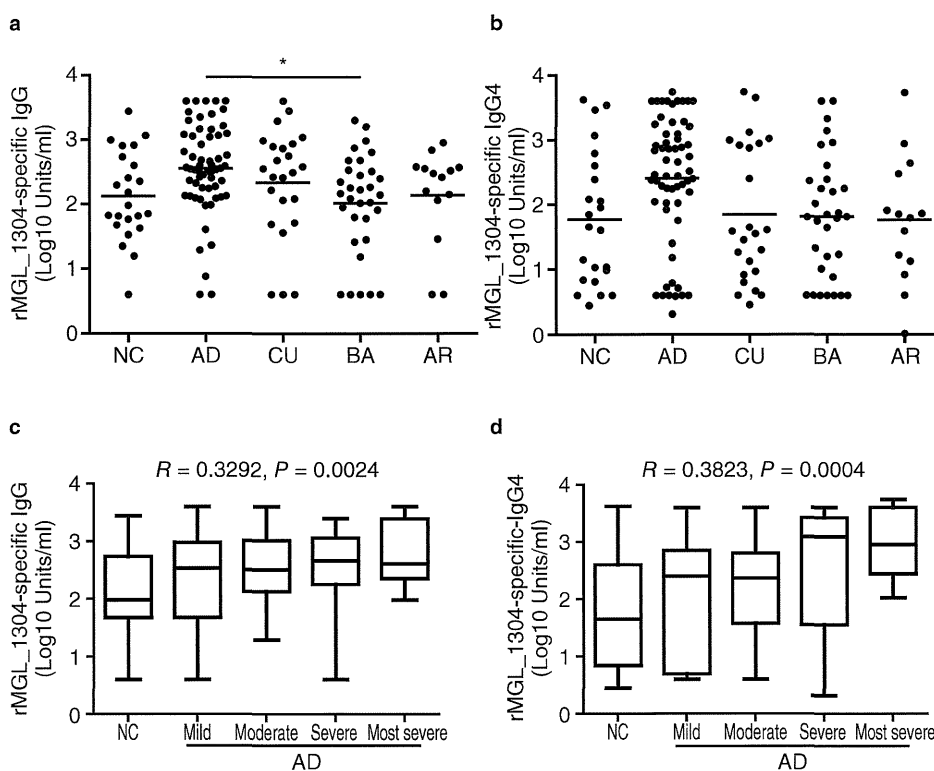 a
*
rMGL_1304-specific IgG
(Log10 Units/ml)
4
3
2
1
0
NC AD CU BA AR
b
rMGL_1304-specific IgG4
(Log10 Units/ml)
4
3
2
1
0
NC AD CU BA AR
c
R = 0.3292, P = 0.0024
rMGL_1304-specific IgG
(Log10 Units/ml)
4
3
2
1
0
NC Mild Moderate Severe Most severe
AD
d
R = 0.3823, P = 0.0004
rMGL_1304-specific-IgG4
(Log10 Units/ml)
4
3
2
1
0
NC Mild Moderate Severe Most severe
AD